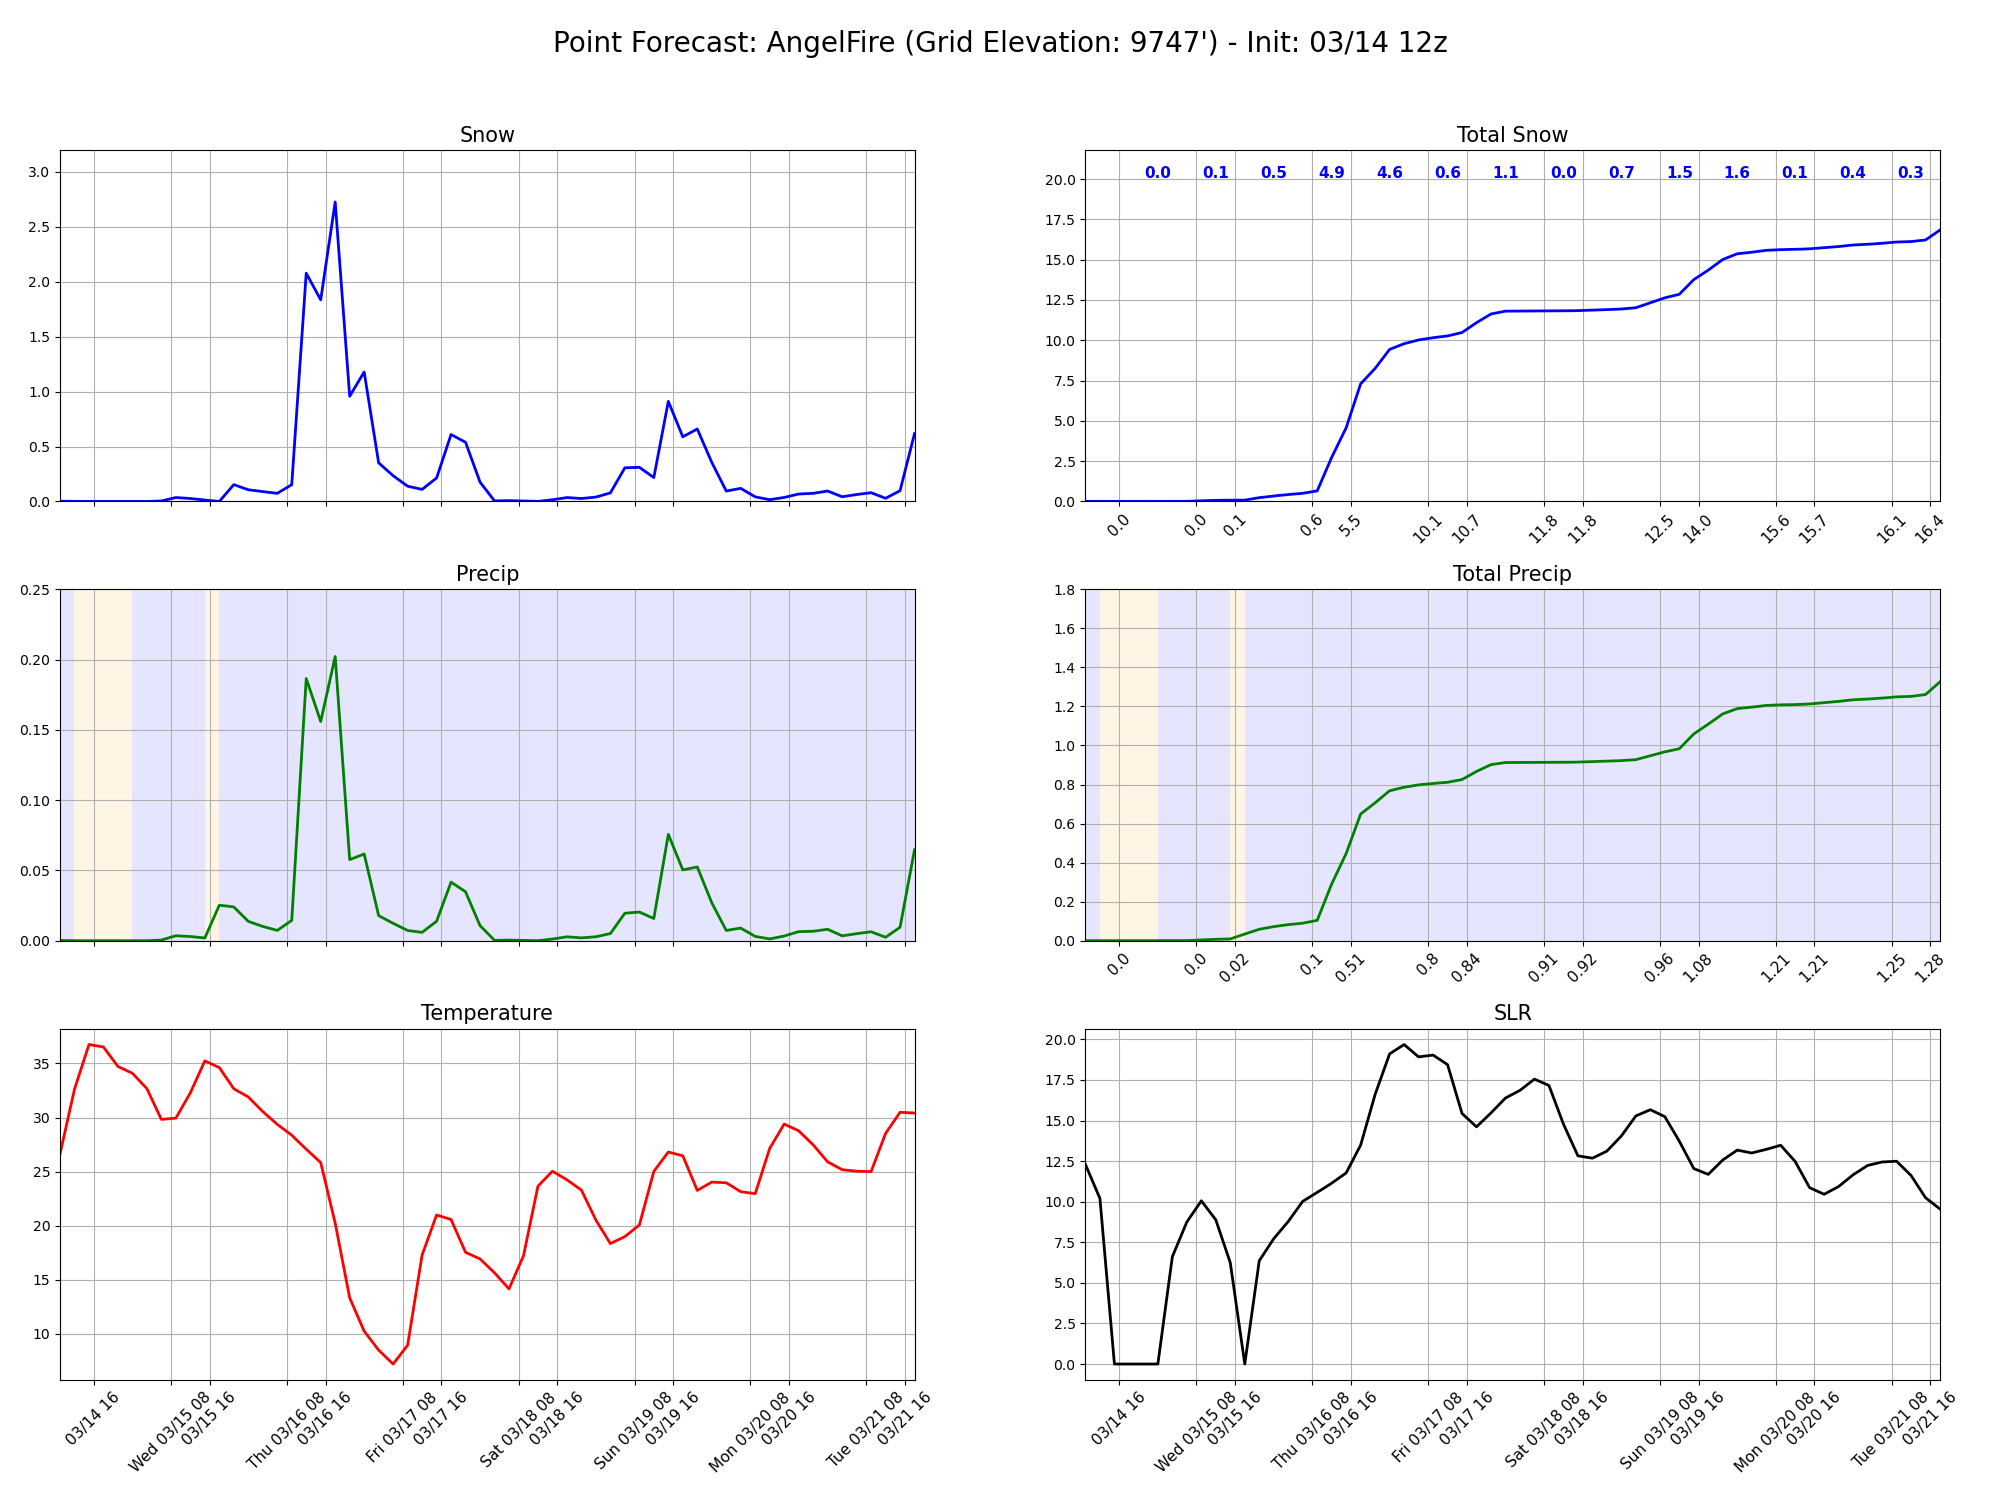 Point Forecast: AngelFire (Grid Elevation: 9747') - Init: 03/14 12z
Snow
3.0
2.5
2.0
1.5
1.0
0.5
0.0
Total Snow
0.0 0.1 0.5 4.9 4.6 0.6 1.1 0.0 0.7 1.5 1.6 0.1 0.4 0.3
20.0
17.5
15.0
12.5
10.0
7.5
5.0
2.5
0.0
0.0 0.0 0.1 0.6 5.5 10.1 10.7 11.8 11.8 12.5 14.0 15.6 15.7 16.1 16.4
Precip
0.25
0.20
0.15
0.10
0.05
0.00
Total Precip
1.8
1.6
1.4
1.2
1.0
0.8
0.6
0.4
0.2
0.0
0.0 0.0 0.02 0.1 0.51 0.8 0.84 0.91 0.92 0.96 1.08 1.21 1.21 1.25 1.28
Temperature
35
30
25
20
15
10
03/14 16
Wed 03/15 08
03/15 16
Thu 03/16 08
03/16 16
Fri 03/17 08
03/17 16
Sat 03/18 08
03/18 16
Sun 03/19 08
03/19 16
Mon 03/20 08
03/20 16
Tue 03/21 08
03/21 16
SLR
20.0
17.5
15.0
12.5
10.0
7.5
5.0
2.5
0.0
03/14 16
Wed 03/15 08
03/15 16
Thu 03/16 08
03/16 16
Fri 03/17 08
03/17 16
Sat 03/18 08
03/18 16
Sun 03/19 08
03/19 16
Mon 03/20 08
03/20 16
Tue 03/21 08
03/21 16